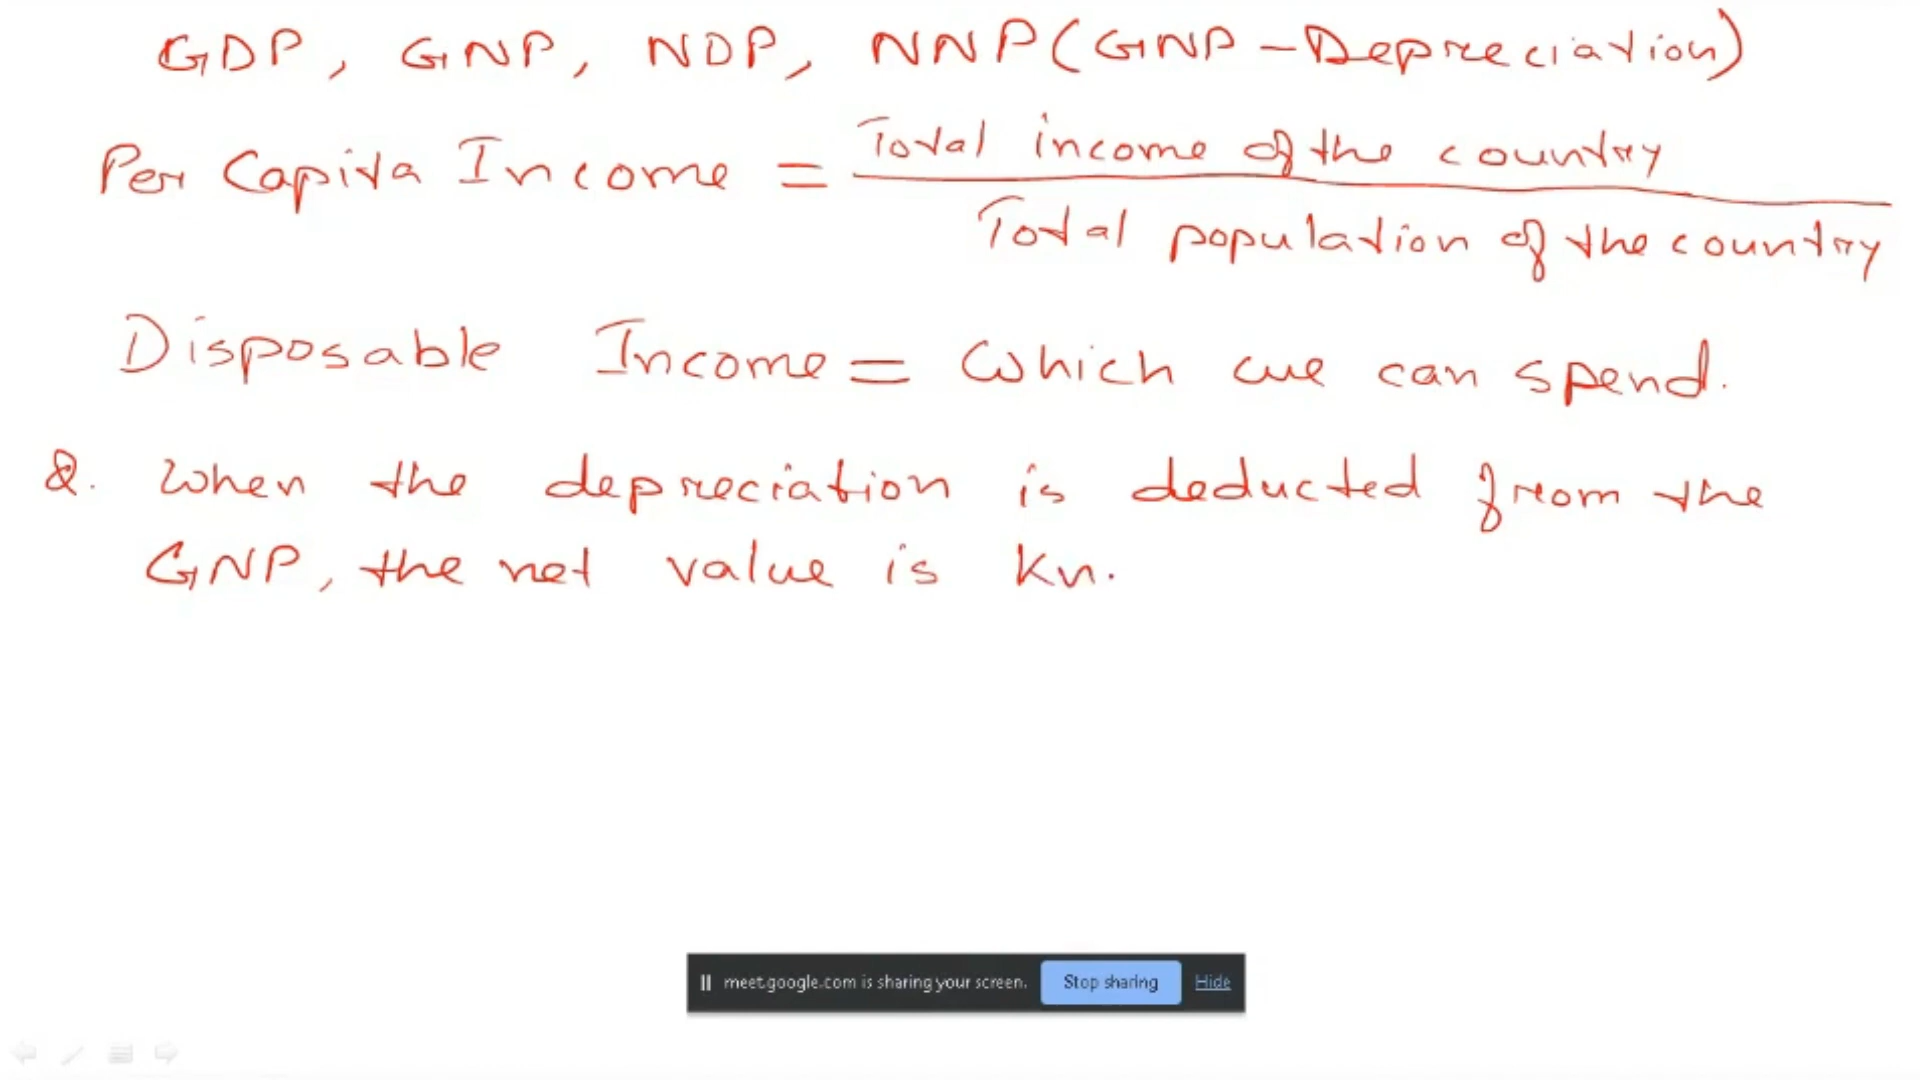 GDP, GNP, NDP, NNP(GNP-Depreciation)
Per Capita Income = Total income of the country
Total population of the country
Disposable Income = Which we can spend.
Q. When the depreciation is deducted from the
GNP, the net value is Kn.
meet.google.com is sharing your screen. Stop sharing Hide